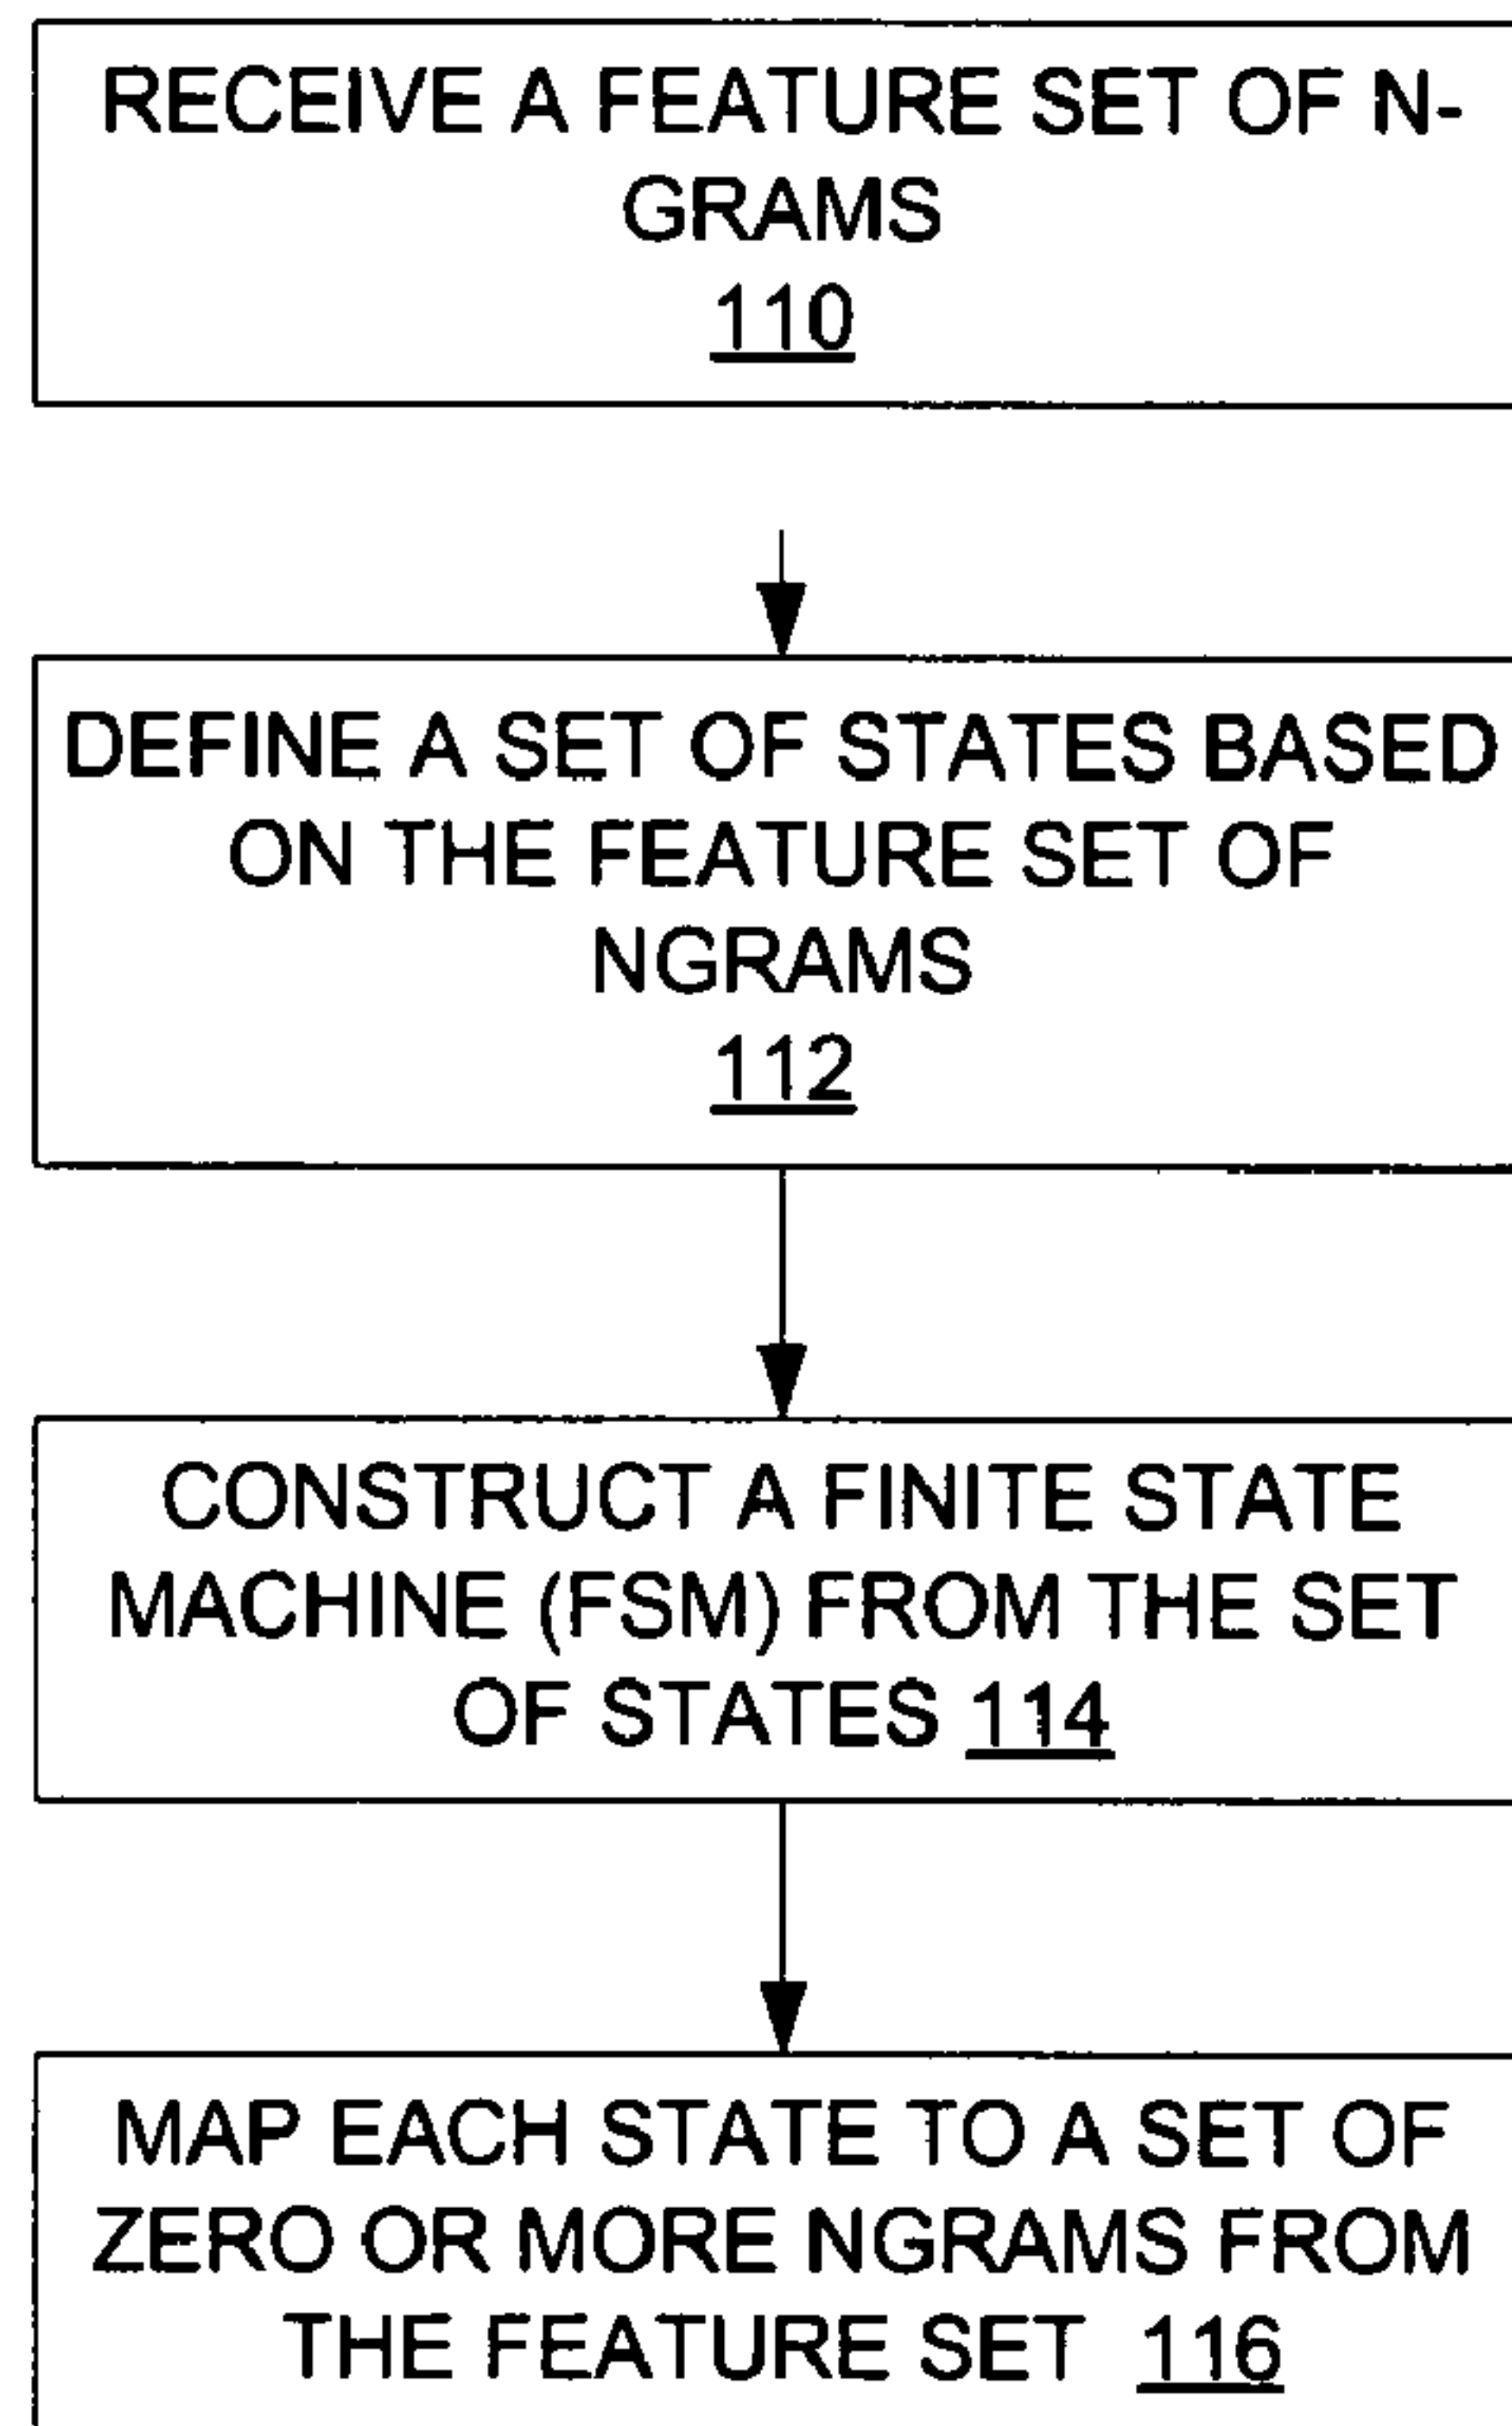 RECEIVE A FEATURE SET OF N-
GRAMS
110
DEFINE A SET OF STATES BASED
ON THE FEATURE SET OF
NGRAMS
112
CONSTRUCT A FINITE STATE
MACHINE (FSM) FROM THE SET
OF STATES 114
MAP EACH STATE TO A SET OF
ZERO OR MORE NGRAMS FROM
THE FEATURE SET 116